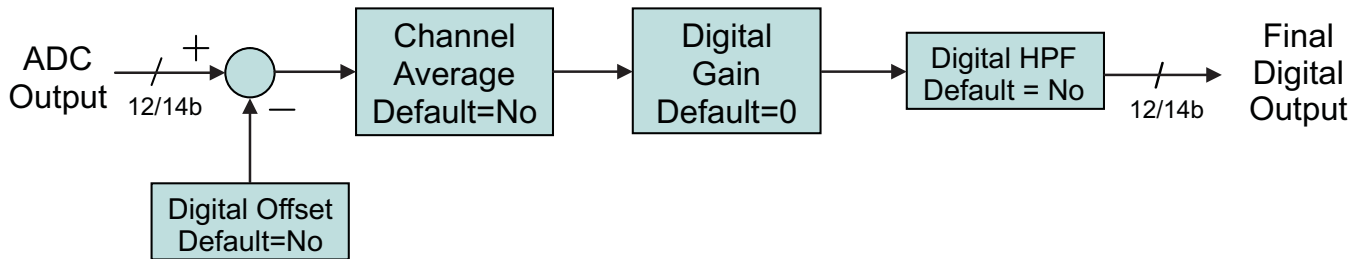 ADC
Output
+
12/14b
−
Digital Offset
Default=No
Channel
Average
Default=No
Digital
Gain
Default=0
Digital HPF
Default = No
12/14b
Final
Digital
Output